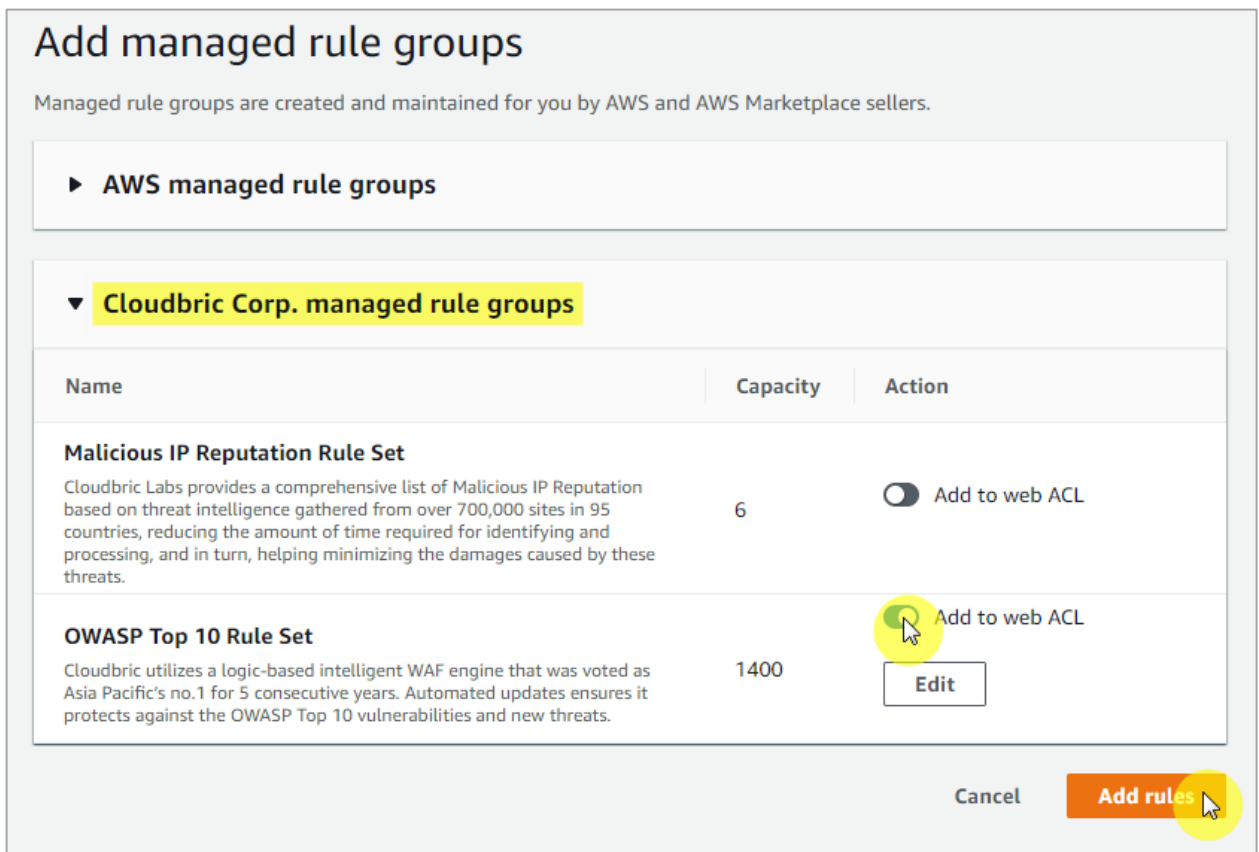 Add managed rule groups
Managed rule groups are created and maintained for you by AWS and AWS Marketplace sellers.
AWS managed rule groups
Cloudbric Corp. managed rule groups
Name
Capacity
Action
Malicious IP Reputation Rule Set
Cloudbric Labs provides a comprehensive list of Malicious IP Reputation
based on threat intelligence gathered from over 700,000 sites in 95
countries, reducing the amount of time required for identifying and
processing, and in turn, helping minimizing the damages caused by these
threats.
6
Add to web ACL
OWASP Top 10 Rule Set
Cloudbric utilizes a logic-based intelligent WAF engine that was voted as
Asia Pacific's no.1 for 5 consecutive years. Automated updates ensures it
protects against the OWASP Top 10 vulnerabilities and new threats.
1400
Add to web ACL
Edit
Cancel
Add rules